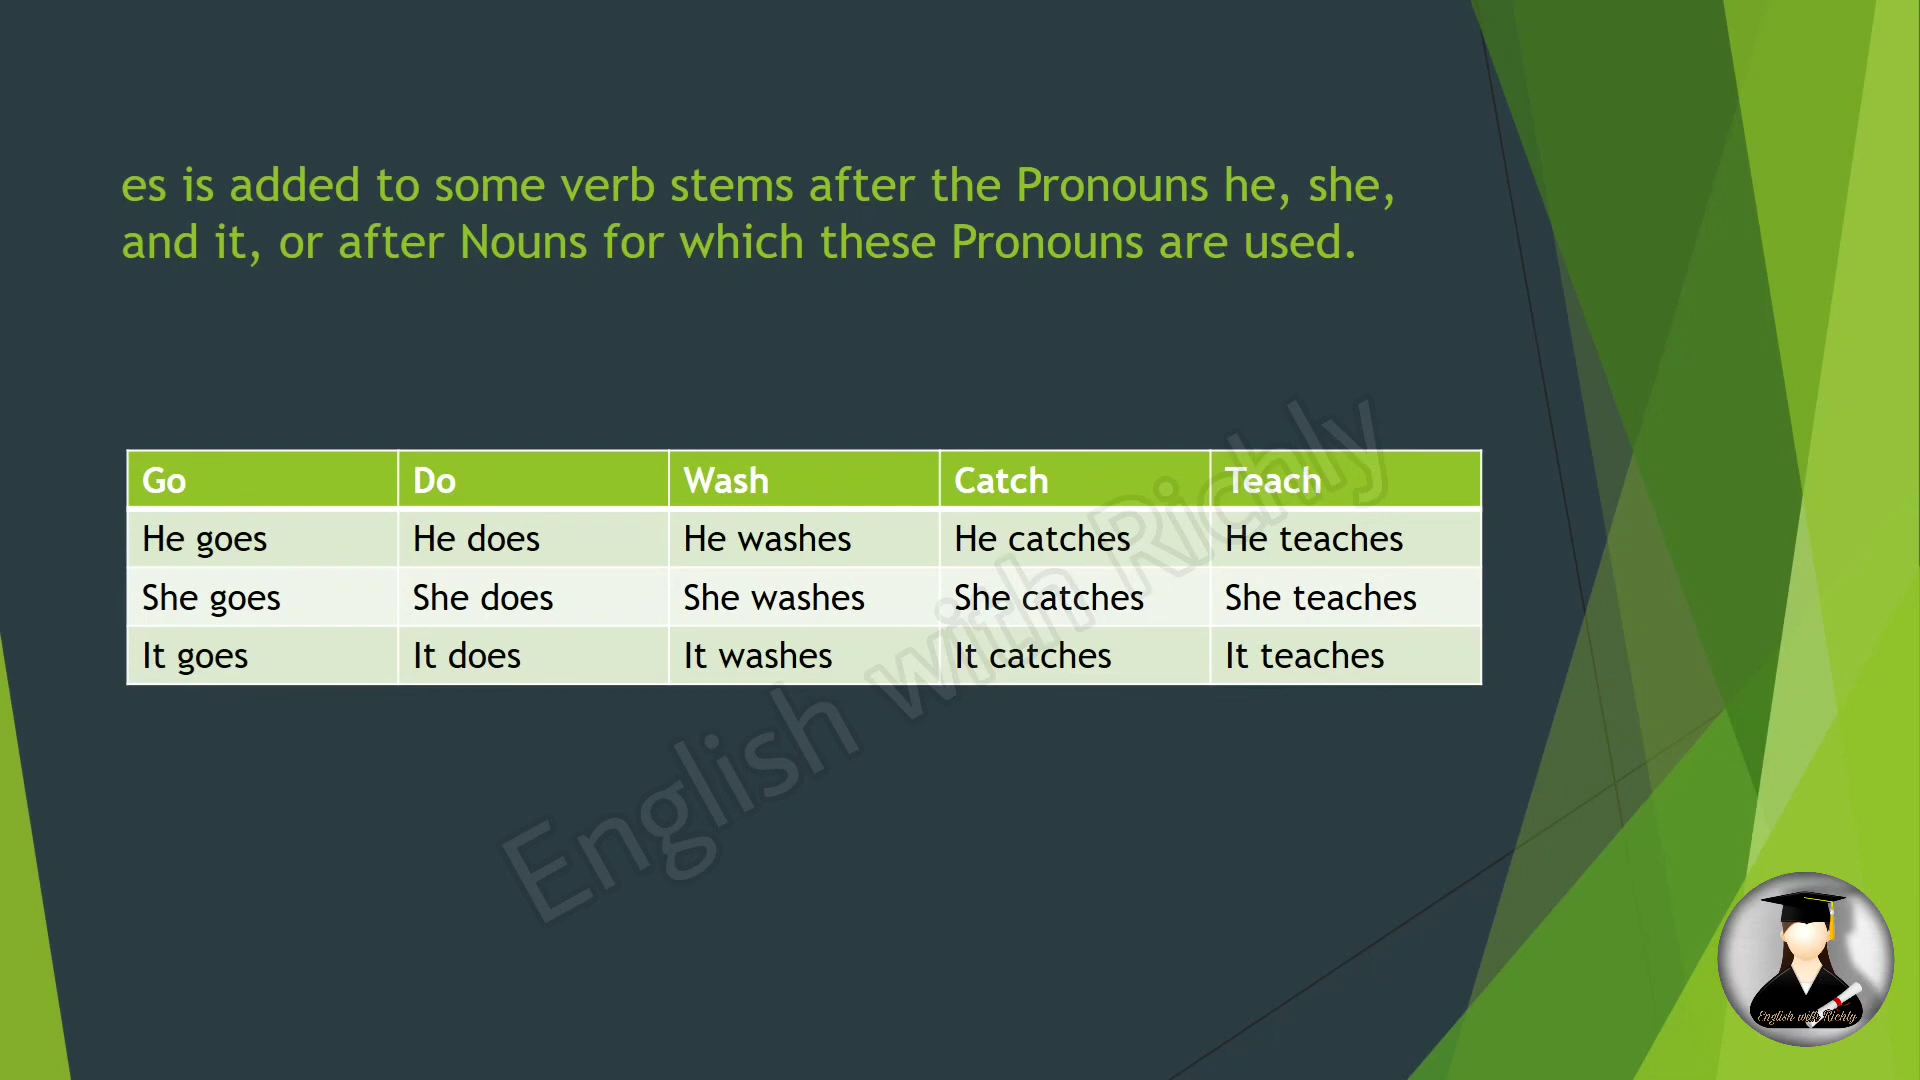 es is added to some verb stems after the Pronouns he, she,
and it, or after Nouns for which these Pronouns are used.
Go Do Wash Catch Teach
He goes He does He washes He catches He teaches
She goes She does She washes She catches She teaches
It goes It does It washes It catches It teaches
English with Richly
English with Richly